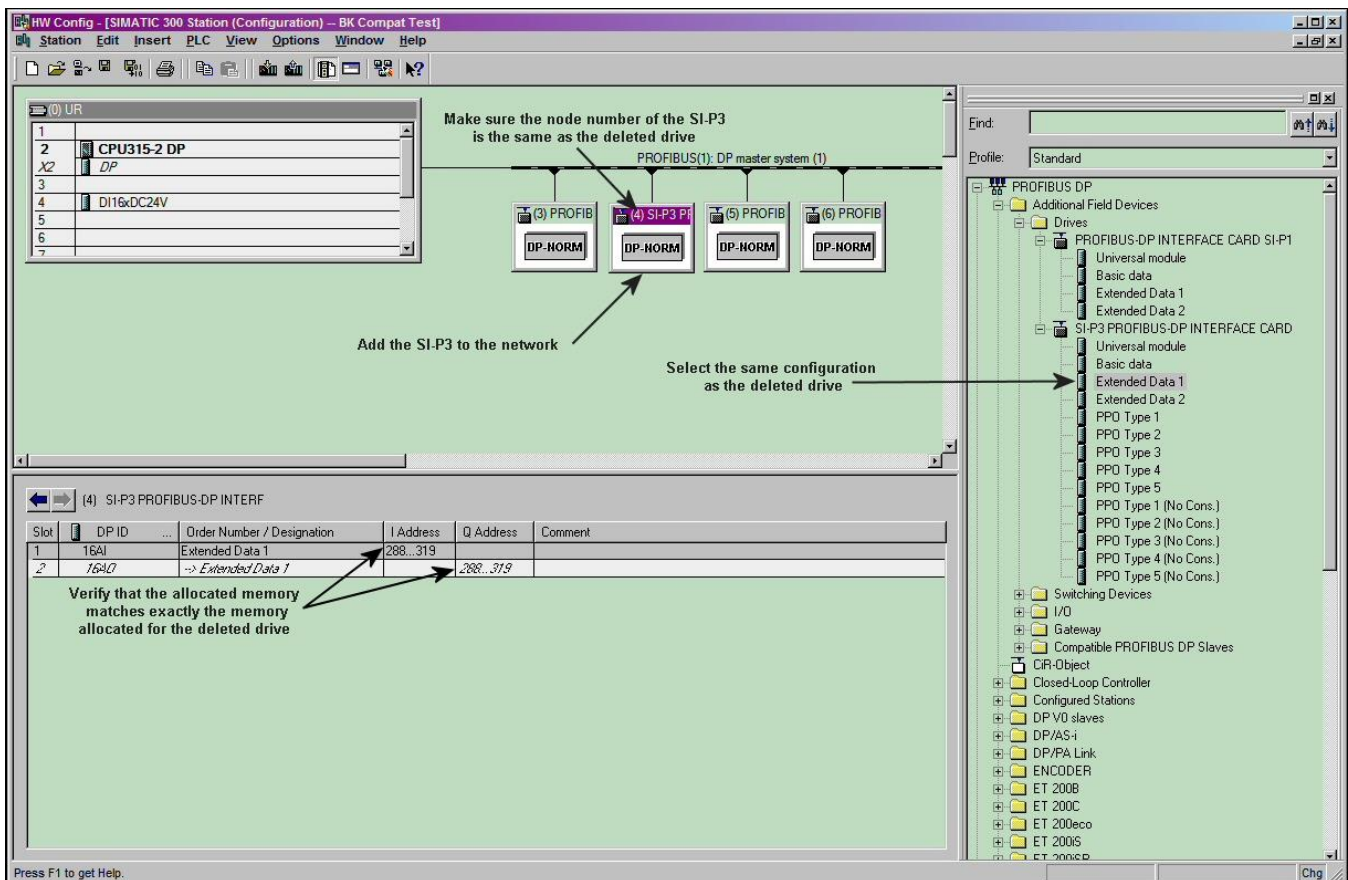 HW Config - [SIMATIC 300 Station (Configuration) -- BK Compat Test]
Station Edit Insert PLC View Options Window Help
(0) UR
1
2 CPU315-2 DP
X2 DP
3
4 DI16xDC24V
5
6
7
Make sure the node number of the SI-P3
is the same as the deleted drive
PROFIBUS(1): DP master system (1)
(3) PROFIB
DP-NORM
(4) SI-P3 PR
DP-NORM
(5) PROFIB
DP-NORM
(6) PROFIB
DP-NORM
Add the SI-P3 to the network
Select the same configuration
as the deleted drive
(4) SI-P3 PROFIBUS-DP INTERF
Slot DP ID ... Order Number / Designation I Address Q Address Comment
1 16AI Extended Data 1 288...319
2 16AO --> Extended Data 1 288...319
Verify that the allocated memory
matches exactly the memory
allocated for the deleted drive
Find:
Profile: Standard
PROFIBUS DP
Additional Field Devices
Drives
PROFIBUS-DP INTERFACE CARD SI-P1
Universal module
Basic data
Extended Data 1
Extended Data 2
SI-P3 PROFIBUS-DP INTERFACE CARD
Universal module
Basic data
Extended Data 1
Extended Data 2
PPO Type 1
PPO Type 2
PPO Type 3
PPO Type 4
PPO Type 5
PPO Type 1 (No Cons.)
PPO Type 2 (No Cons.)
PPO Type 3 (No Cons.)
PPO Type 4 (No Cons.)
PPO Type 5 (No Cons.)
Switching Devices
I/O
Gateway
Compatible PROFIBUS DP Slaves
CiR-Object
Closed-Loop Controller
Configured Stations
DP V0 slaves
DP/AS-i
DP/PA Link
ENCODER
ET 200B
ET 200C
ET 200eco
ET 200iS
ET 200iSP
Press F1 to get Help.
Chg